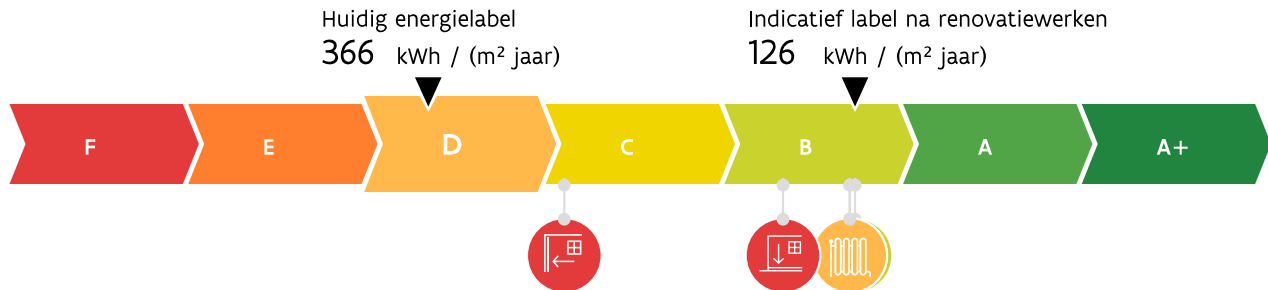 Huidig energielabel
366 kWh / (m² jaar)
Indicatief label na renovatiewerken
126 kWh / (m² jaar)
F E D C B A A+